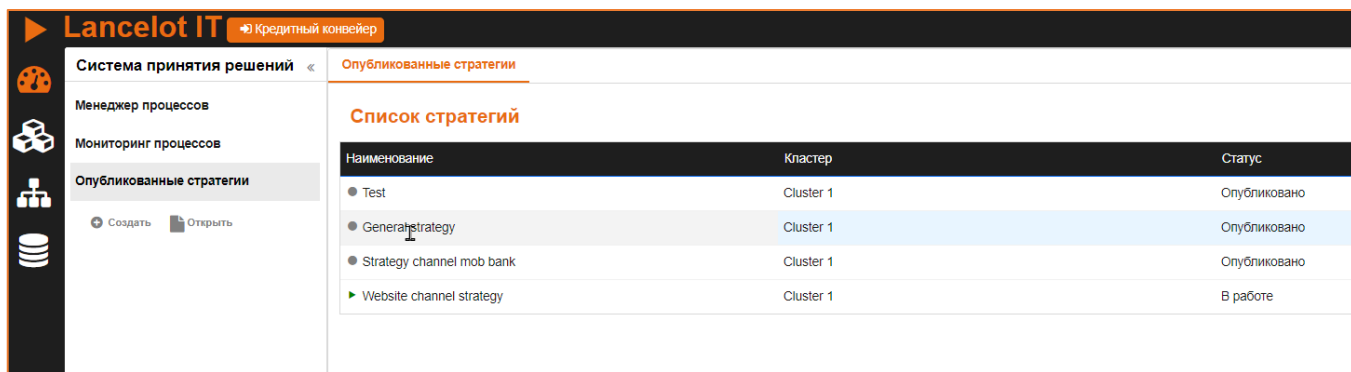 Lancelot IT Кредитный конвейер
Система принятия решений «
Менеджер процессов
Мониторинг процессов
Опубликованные стратегии
Создать Открыть
Опубликованные стратегии
Список стратегий
Наименование Кластер Статус
Test Cluster 1 Опубликовано
General strategy Cluster 1 Опубликовано
Strategy channel mob bank Cluster 1 Опубликовано
Website channel strategy Cluster 1 В работе